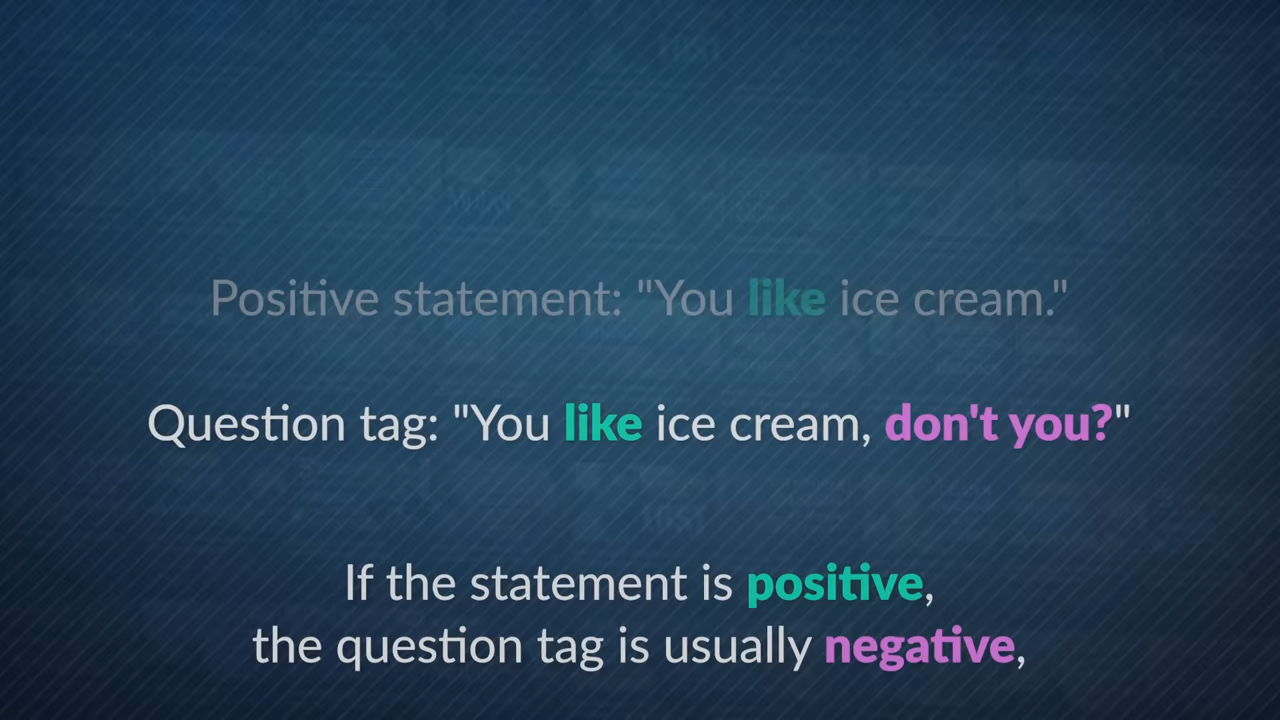 Positive statement: "You like ice cream."
Question tag: "You like ice cream, don't you?"
If the statement is positive,
the question tag is usually negative,